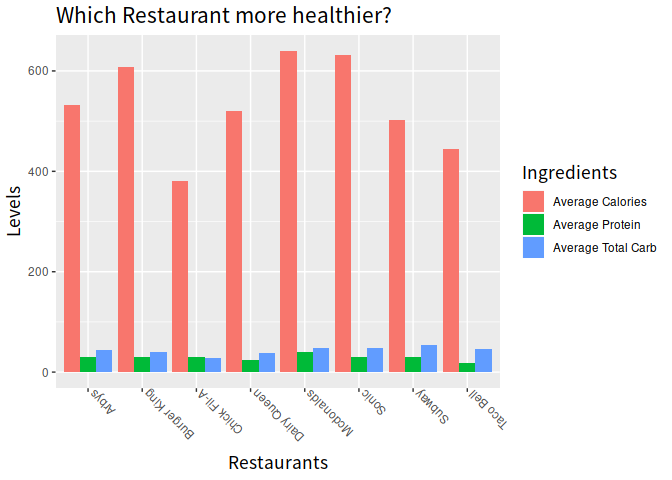 Which Restaurant more healthier?
Levels
600
400
200
0
Arbys
Burger King
Chick Fil-A
Dairy Queen
Mcdonalds
Sonic
Subway
Taco Bell
Restaurants
Ingredients
Average Calories
Average Protein
Average Total Carb